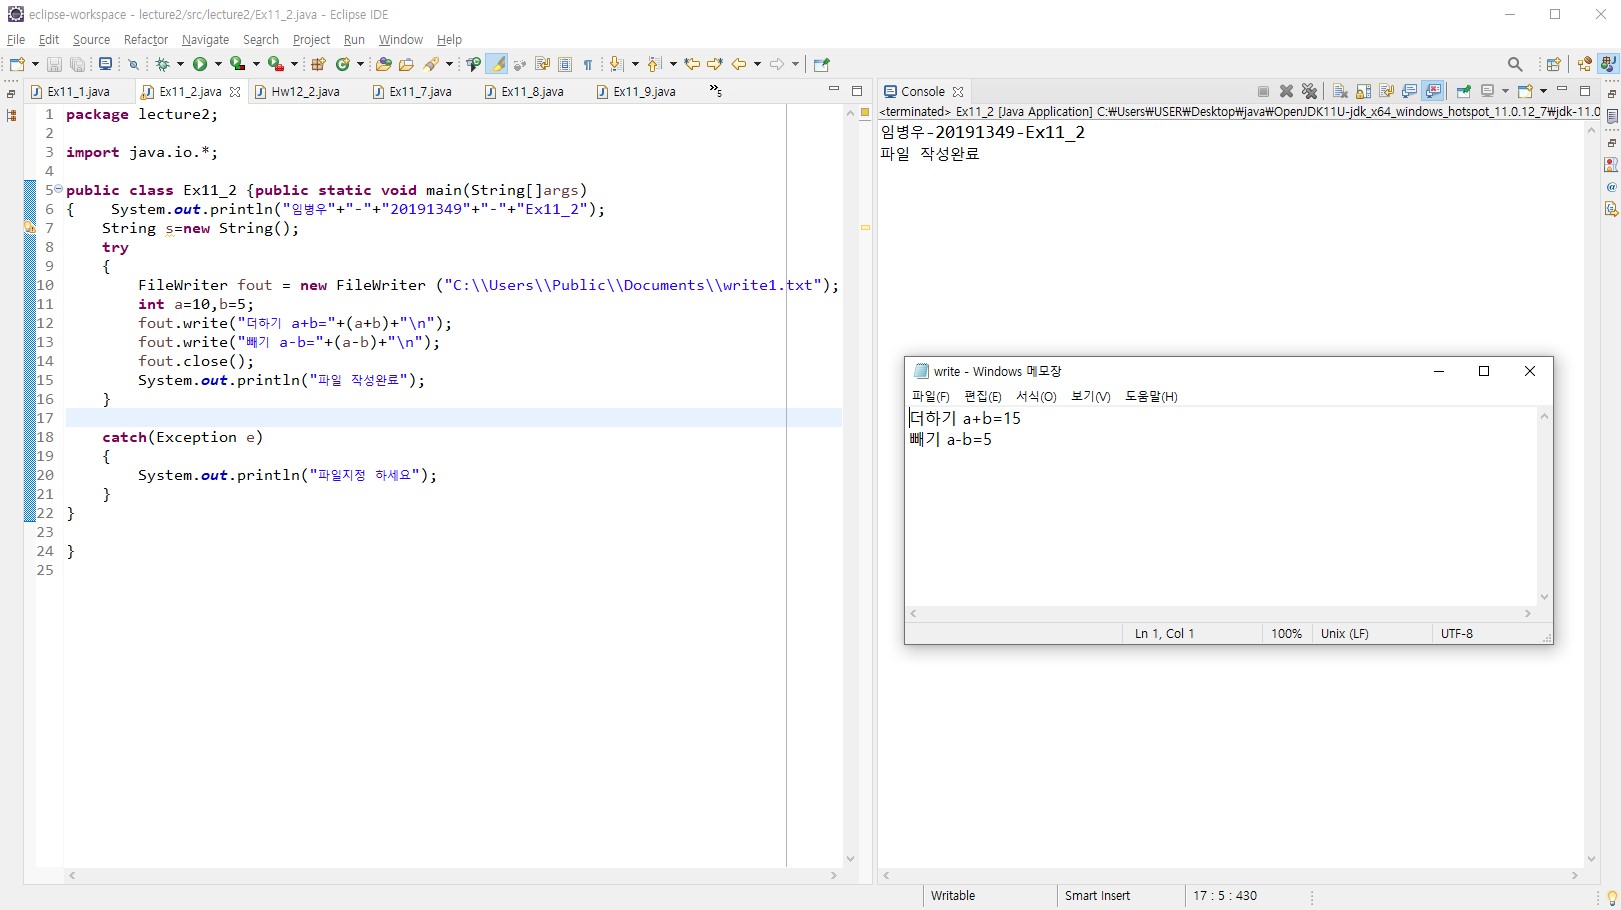 eclipse-workspace - lecture2/src/lecture2/Ex11_2.java - Eclipse IDE
File Edit Source Refactor Navigate Search Project Run Window Help
Ex11_1.java Ex11_2.java Hw12_2.java Ex11_7.java Ex11_8.java Ex11_9.java »5
1 package lecture2;
2
3 import java.io.*;
4
5 public class Ex11_2 {public static void main(String[]args)
6 {    System.out.println("임병우"+"-"+"20191349"+"-"+"Ex11_2");
7     String s=new String();
8     try
9     {
10         FileWriter fout = new FileWriter ("C:\\Users\\Public\\Documents\\write1.txt");
11         int a=10,b=5;
12         fout.write("더하기 a+b="+(a+b)+"\n");
13         fout.write("빼기 a-b="+(a-b)+"\n");
14         fout.close();
15         System.out.println("파일 작성완료");
16     }
17
18     catch(Exception e)
19     {
20         System.out.println("파일지정 하세요");
21     }
22 }
23
24 }
25
Console
<terminated> Ex11_2 [Java Application] C:₩Users₩USER₩Desktop₩java₩OpenJDK11U-jdk_x64_windows_hotspot_11.0.12_7₩jdk-11.0
임병우-20191349-Ex11_2
파일 작성완료
write - Windows 메모장
파일(F) 편집(E) 서식(O) 보기(V) 도움말(H)
더하기 a+b=15
빼기 a-b=5
Ln 1, Col 1 100% Unix (LF) UTF-8
Writable Smart Insert 17 : 5 : 430